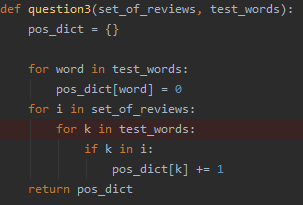 def question3(set_of_reviews, test_words):
    pos_dict = {}

    for word in test_words:
        pos_dict[word] = 0
    for i in set_of_reviews:
        for k in test_words:
            if k in i:
                pos_dict[k] += 1
    return pos_dict